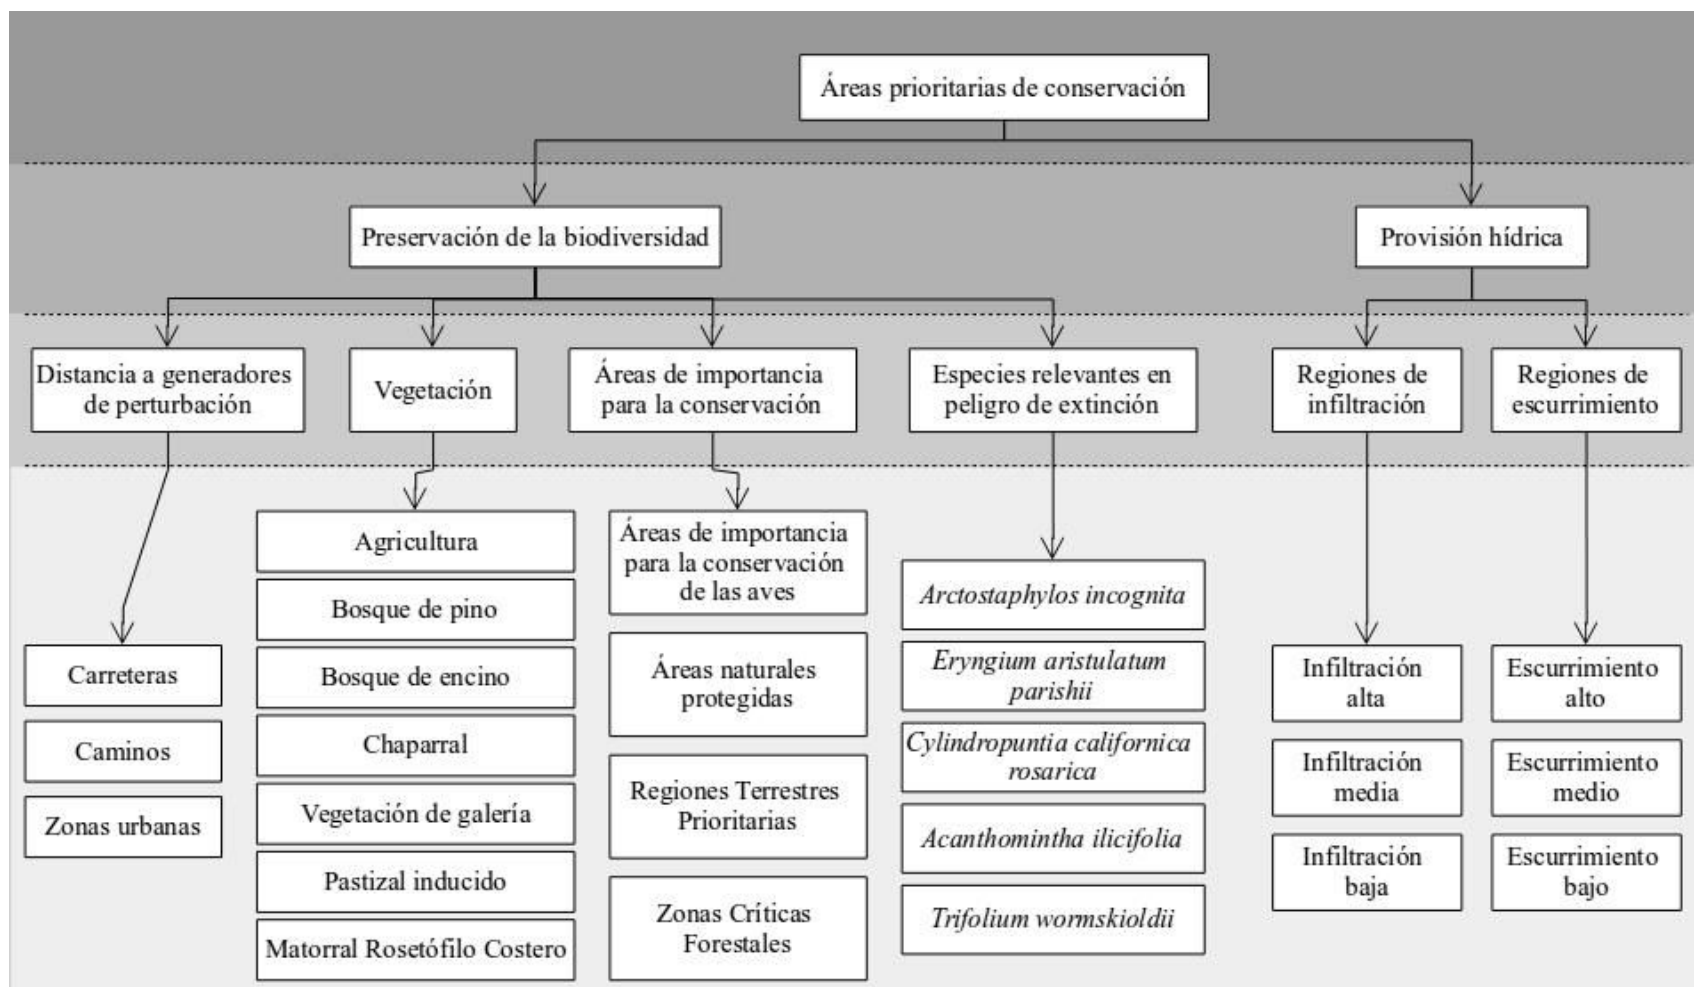 Áreas prioritarias de conservación
Preservación de la biodiversidad
Provisión hídrica
Distancia a generadores
de perturbación
Vegetación
Áreas de importancia
para la conservación
Especies relevantes en
peligro de extinción
Regiones de
infiltración
Regiones de
escurrimiento
Carreteras
Caminos
Zonas urbanas
Agricultura
Bosque de pino
Bosque de encino
Chaparral
Vegetación de galería
Pastizal inducido
Matorral Rosetófilo Costero
Áreas de importancia
para la conservación
de las aves
Áreas naturales
protegidas
Regiones Terrestres
Prioritarias
Zonas Críticas
Forestales
Arctostaphylos incognita
Eryngium aristulatum
parishii
Cylindropuntia californica
rosarica
Acanthomintha ilicifolia
Trifolium wormskioldii
Infiltración
alta
Infiltración
media
Infiltración
baja
Escurrimiento
alto
Escurrimiento
medio
Escurrimiento
bajo